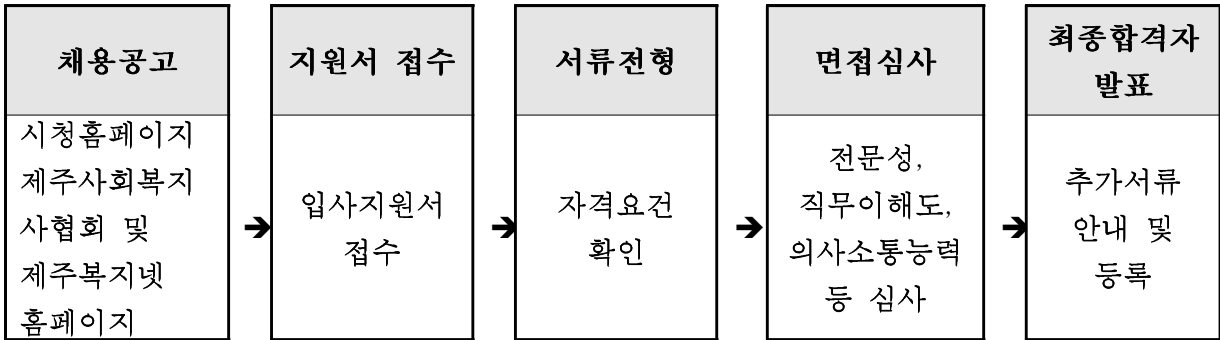 채용공고
시청홈페이지
제주사회복지
사협회 및
제주복지넷
홈페이지
➔
지원서 접수
입사지원서
접수
➔
서류전형
자격요건
확인
➔
면접심사
전문성,
직무이해도,
의사소통능력
등 심사
➔
최종합격자
발표
추가서류
안내 및
등록